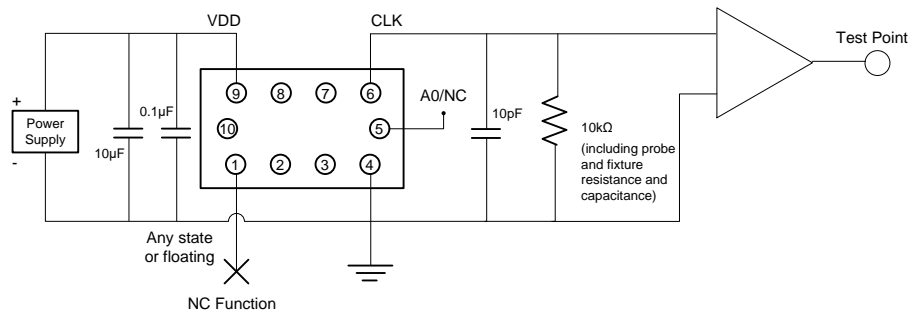 VDD
CLK
Test Point
+
Power
Supply
-
10µF
0.1µF
9
8
7
6
A0/NC
10
5
1
2
3
4
10pF
10kΩ
(including probe
and fixture
resistance and
capacitance)
Any state
or floating
NC Function